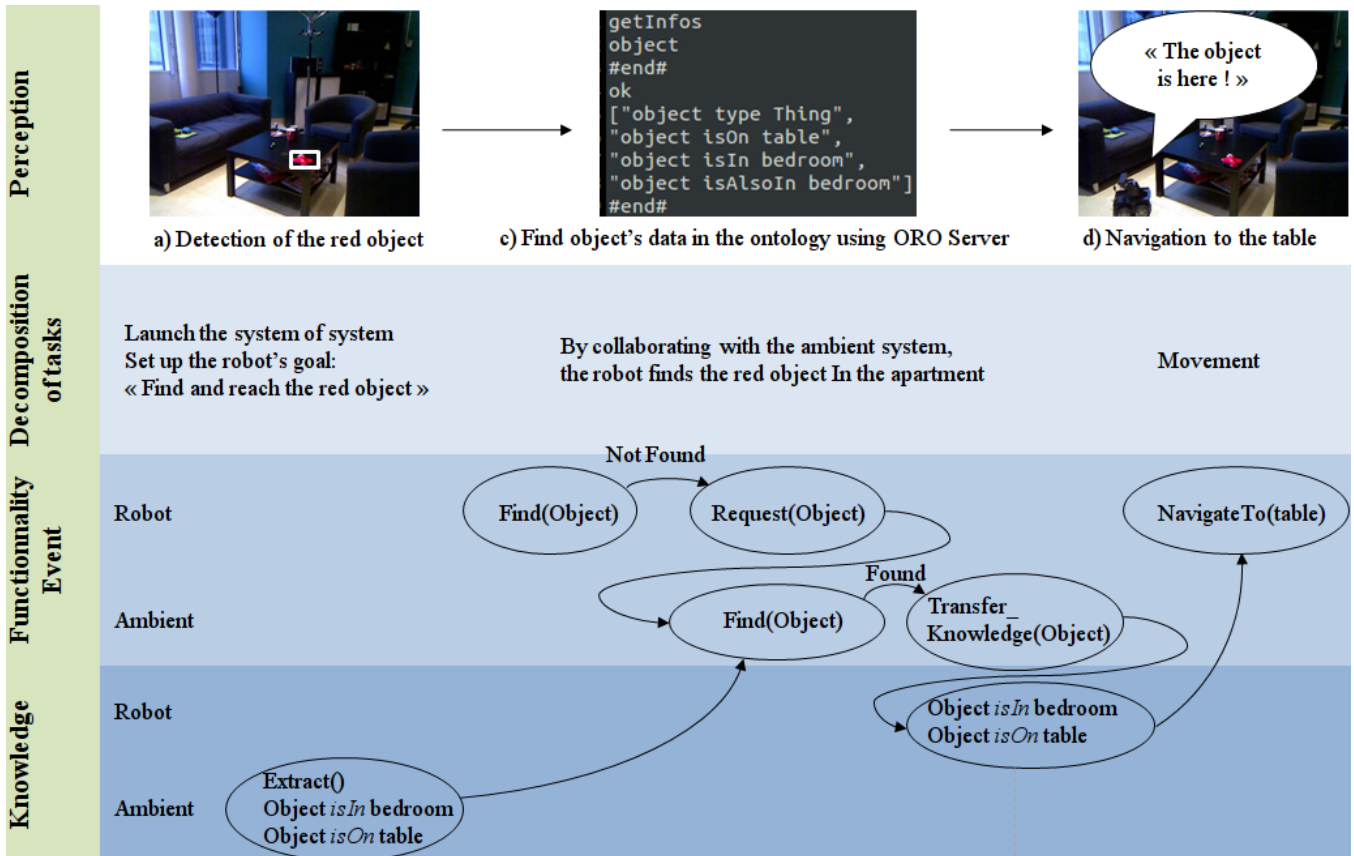 Perception
getInfos
object
#end#
ok
["object type Thing",
"object isOn table",
"object isIn bedroom",
"object isAlsoIn bedroom"]
#end#
« The object
is here ! »
a) Detection of the red object
c) Find object's data in the ontology using ORO Server
d) Navigation to the table
Decomposition
of tasks
Launch the system of system
Set up the robot's goal:
« Find and reach the red object »
By collaborating with the ambient system,
the robot finds the red object In the apartment
Movement
Functionnality
Event
Robot
Find(Object)
Not Found
Request(Object)
NavigateTo(table)
Ambient
Find(Object)
Found
Transfer_
Knowledge(Object)
Knowledge
Robot
Object isIn bedroom
Object isOn table
Ambient
Extract()
Object isIn bedroom
Object isOn table